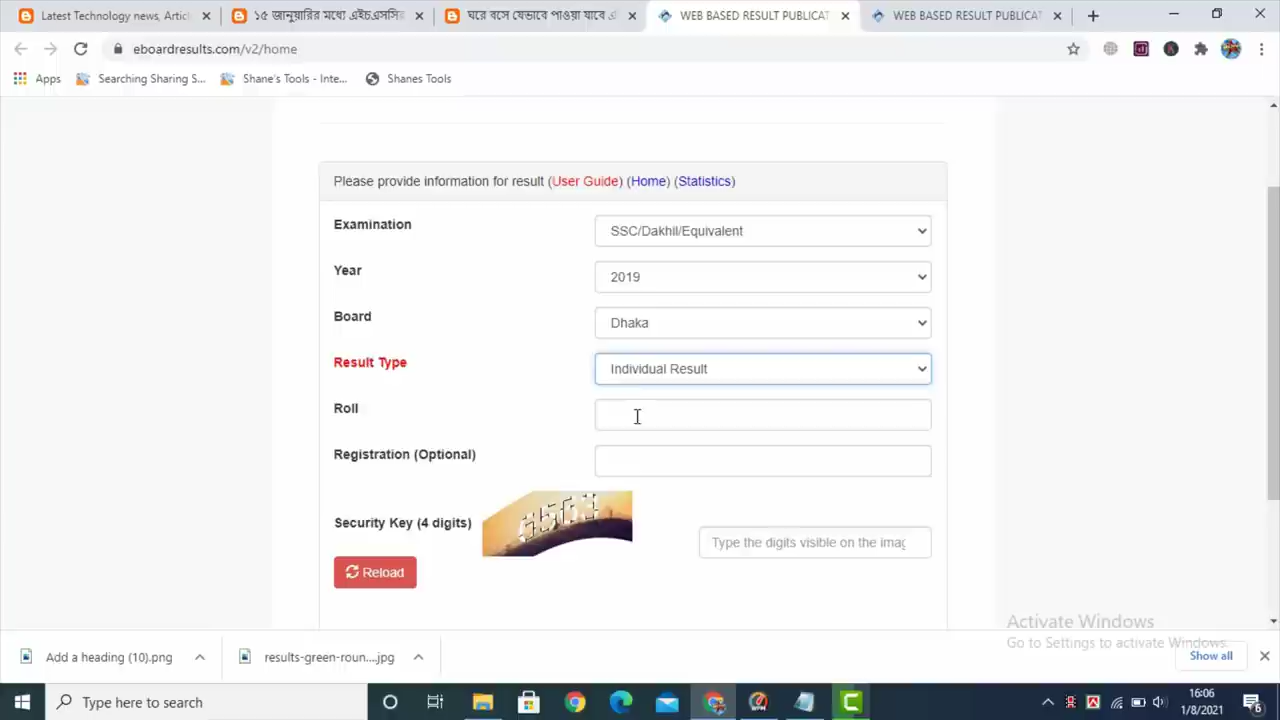 Latest Technology news, Artic
১৫ জানুয়ারির মধ্যে এইচএসসির
ঘরে বসে যেভাবে পাওয়া যাবে এ
WEB BASED RESULT PUBLICAT
WEB BASED RESULT PUBLICAT
eboardresults.com/v2/home
Apps
Searching Sharing S...
Shane's Tools - Inte...
Shanes Tools
Please provide information for result (User Guide) (Home) (Statistics)
Examination
SSC/Dakhil/Equivalent
Year
2019
Board
Dhaka
Result Type
Individual Result
Roll
Registration (Optional)
Security Key (4 digits)
Type the digits visible on the imag
Reload
Activate Windows
Go to Settings to activate Windows.
Add a heading (10).png
results-green-roun....jpg
Show all
Type here to search
16:06
1/8/2021
6